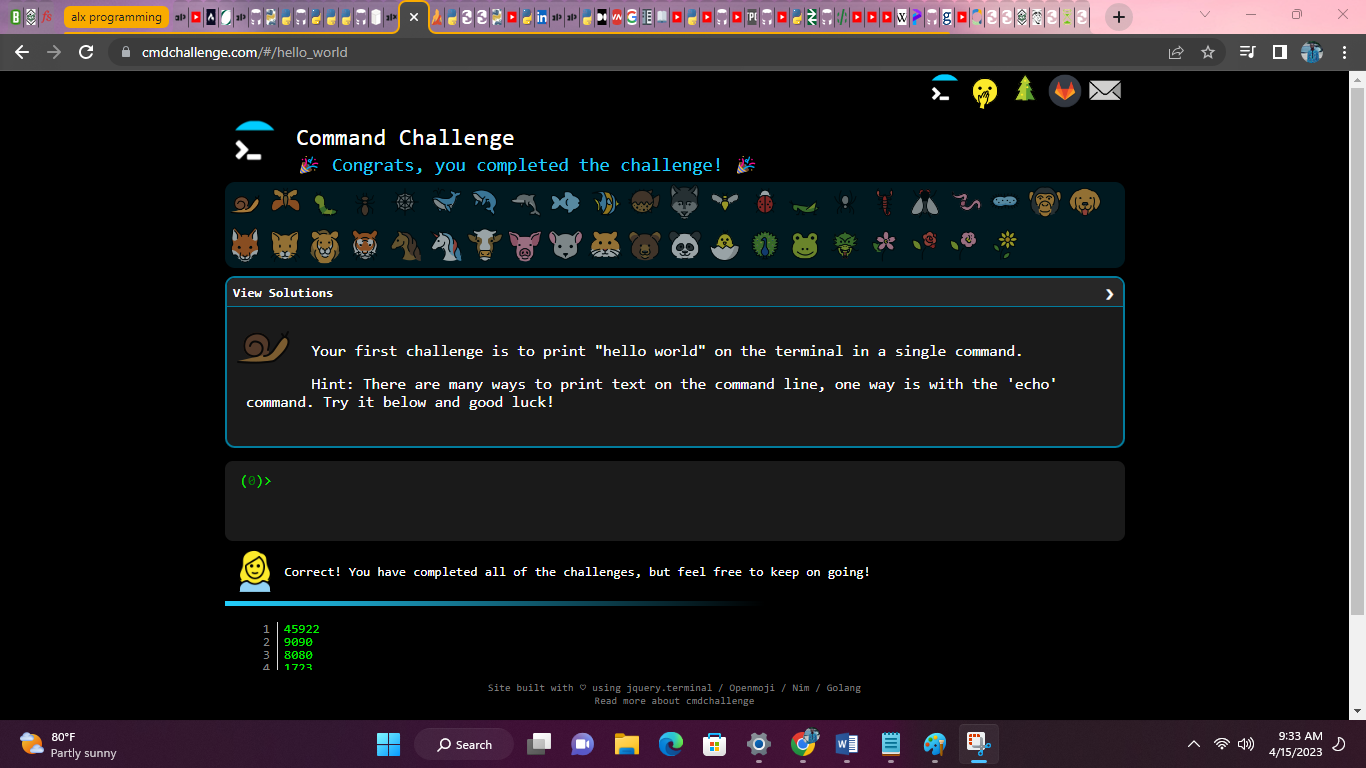 alx programming
cmdchallenge.com/#/hello_world
Command Challenge
Congrats, you completed the challenge!
View Solutions
Your first challenge is to print "hello world" on the terminal in a single command.
Hint: There are many ways to print text on the command line, one way is with the 'echo'
command. Try it below and good luck!
(0)>
Correct! You have completed all of the challenges, but feel free to keep on going!
1 45922
2 9090
3 8080
4 1723
Site built with ♡ using jquery.terminal / Openmoji / Nim / Golang
Read more about cmdchallenge
80°F
Partly sunny
Search
9:33 AM
4/15/2023